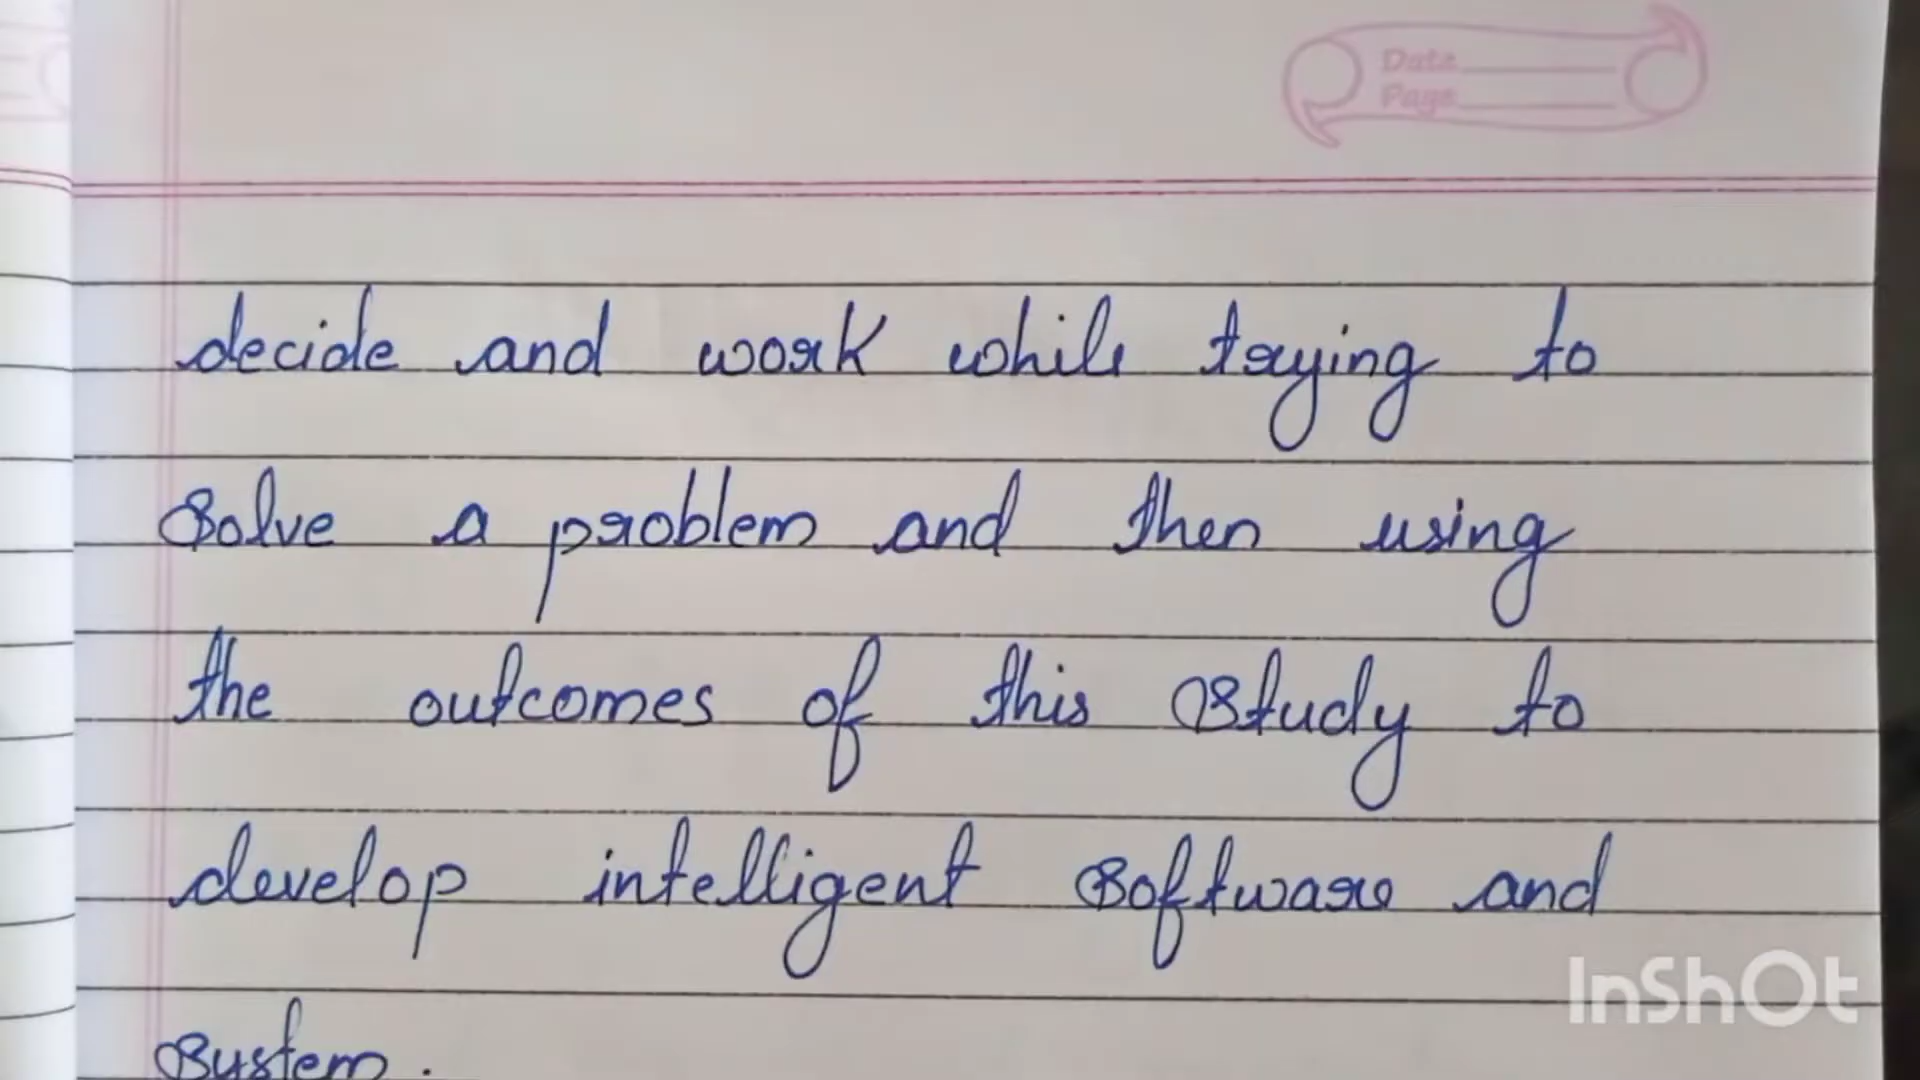 Date
Page
decide and work while trying to
Solve a problem and then using
the outcomes of this Study to
develop intelligent Software and
System.
InShOt